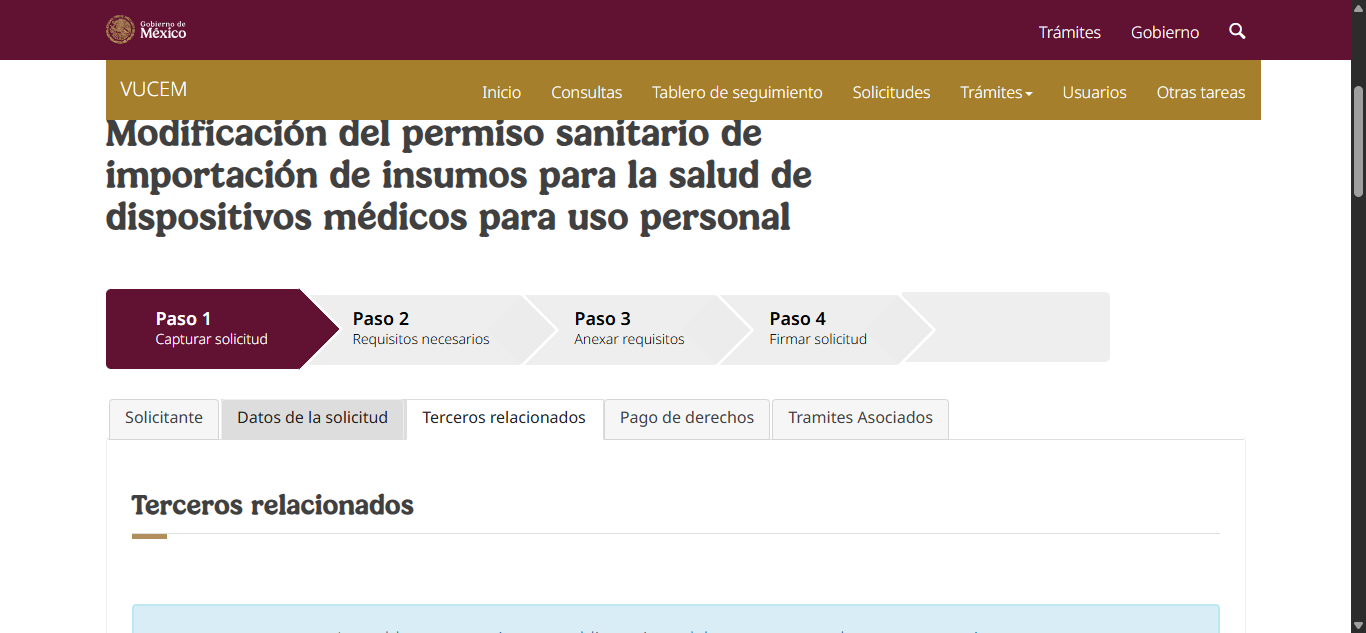 Gobierno de
México
Trámites Gobierno
VUCEM
Inicio Consultas Tablero de seguimiento Solicitudes Trámites Usuarios Otras tareas
Modificación del permiso sanitario de
importación de insumos para la salud de
dispositivos médicos para uso personal
Paso 1 Paso 2 Paso 3 Paso 4
Capturar solicitud Requisitos necesarios Anexar requisitos Firmar solicitud
Solicitante Datos de la solicitud Terceros relacionados Pago de derechos Tramites Asociados
Terceros relacionados